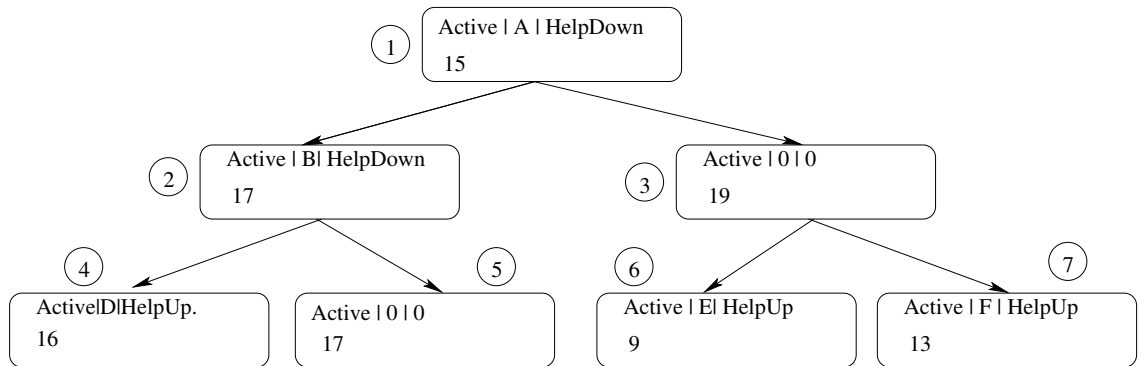 Active | A | HelpDown
1
15
Active | B| HelpDown
2
17
Active | 0 | 0
3
19
4
5
6
7
Active|D|HelpUp.
16
Active | 0 | 0
17
Active | E| HelpUp
9
Active | F | HelpUp
13